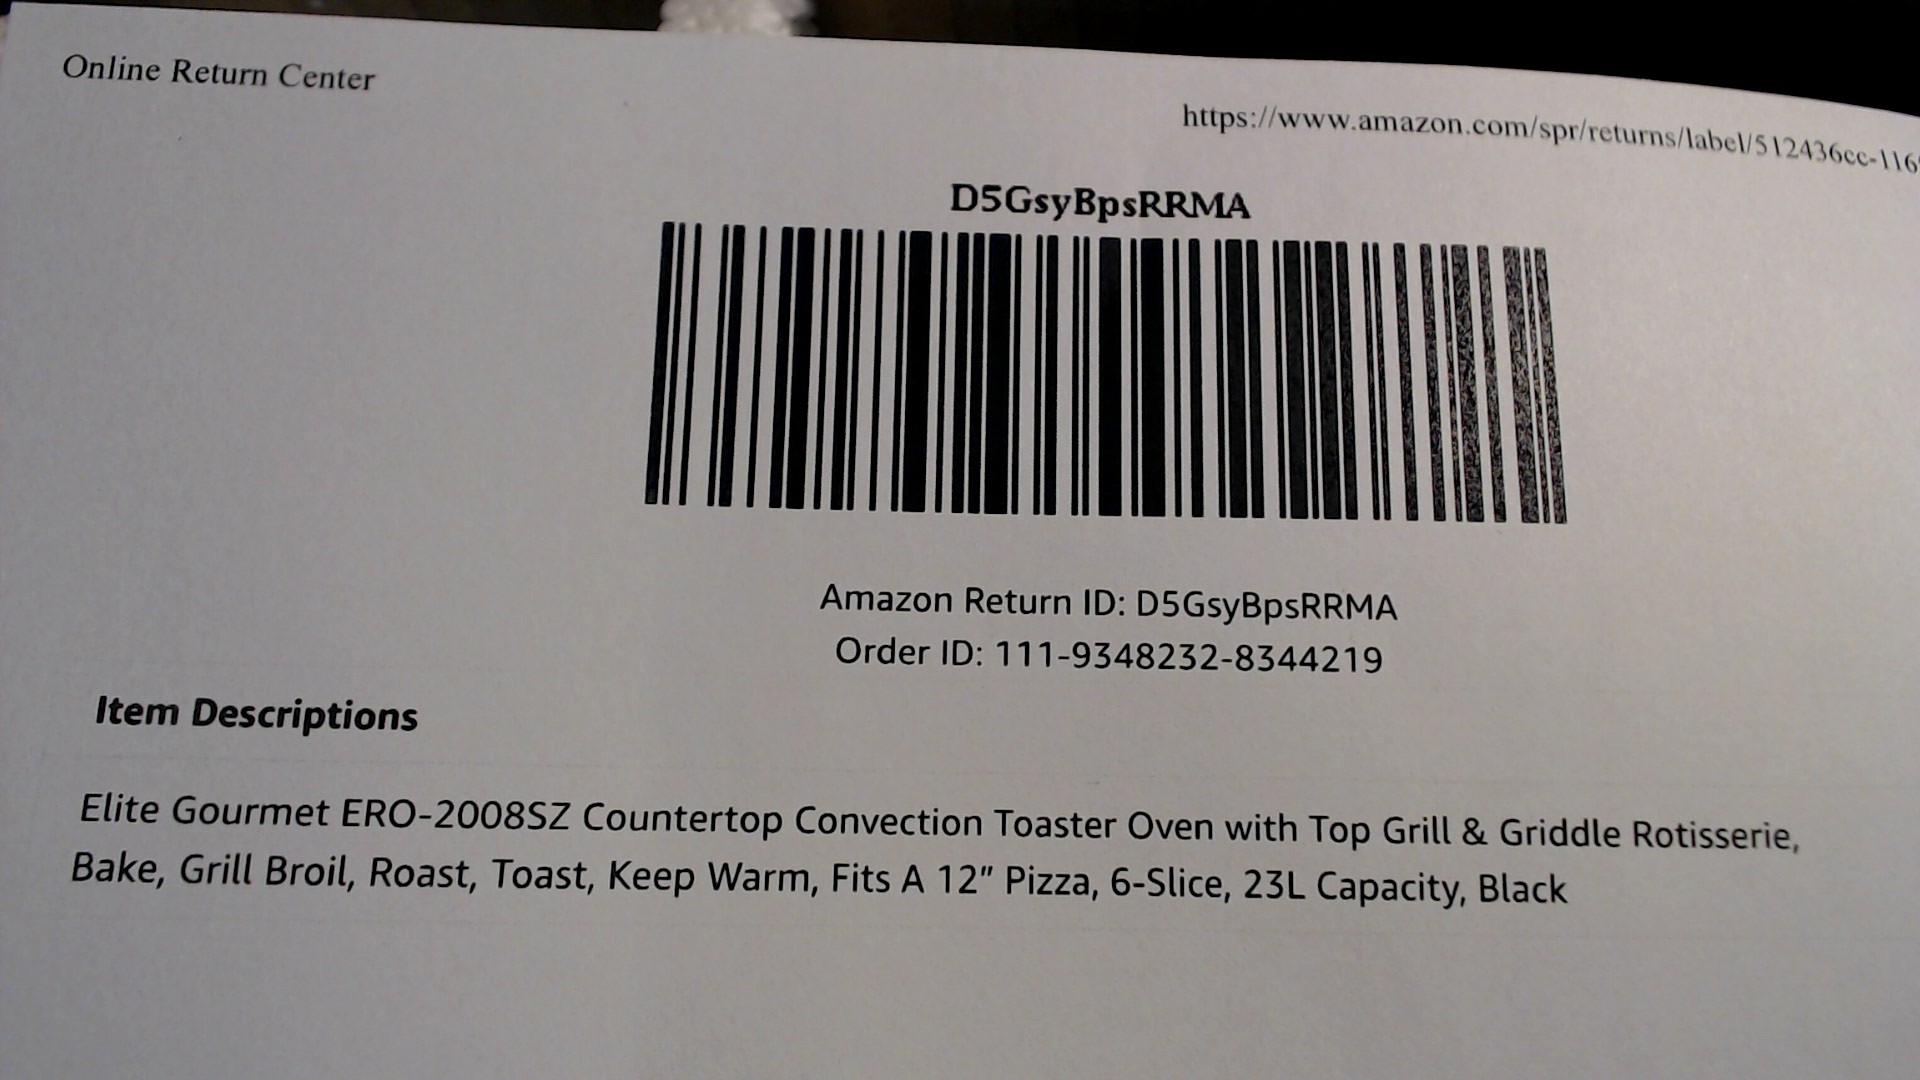 Online Return Center
https://www.amazon.com/spr/returns/label/512436cc-116
D5GsyBpsRRMA
Amazon Return ID: D5GsyBpsRRMA
Order ID: 111-9348232-8344219
Item Descriptions
Elite Gourmet ERO-2008SZ Countertop Convection Toaster Oven with Top Grill & Griddle Rotisserie,
Bake, Grill Broil, Roast, Toast, Keep Warm, Fits A 12" Pizza, 6-Slice, 23L Capacity, Black